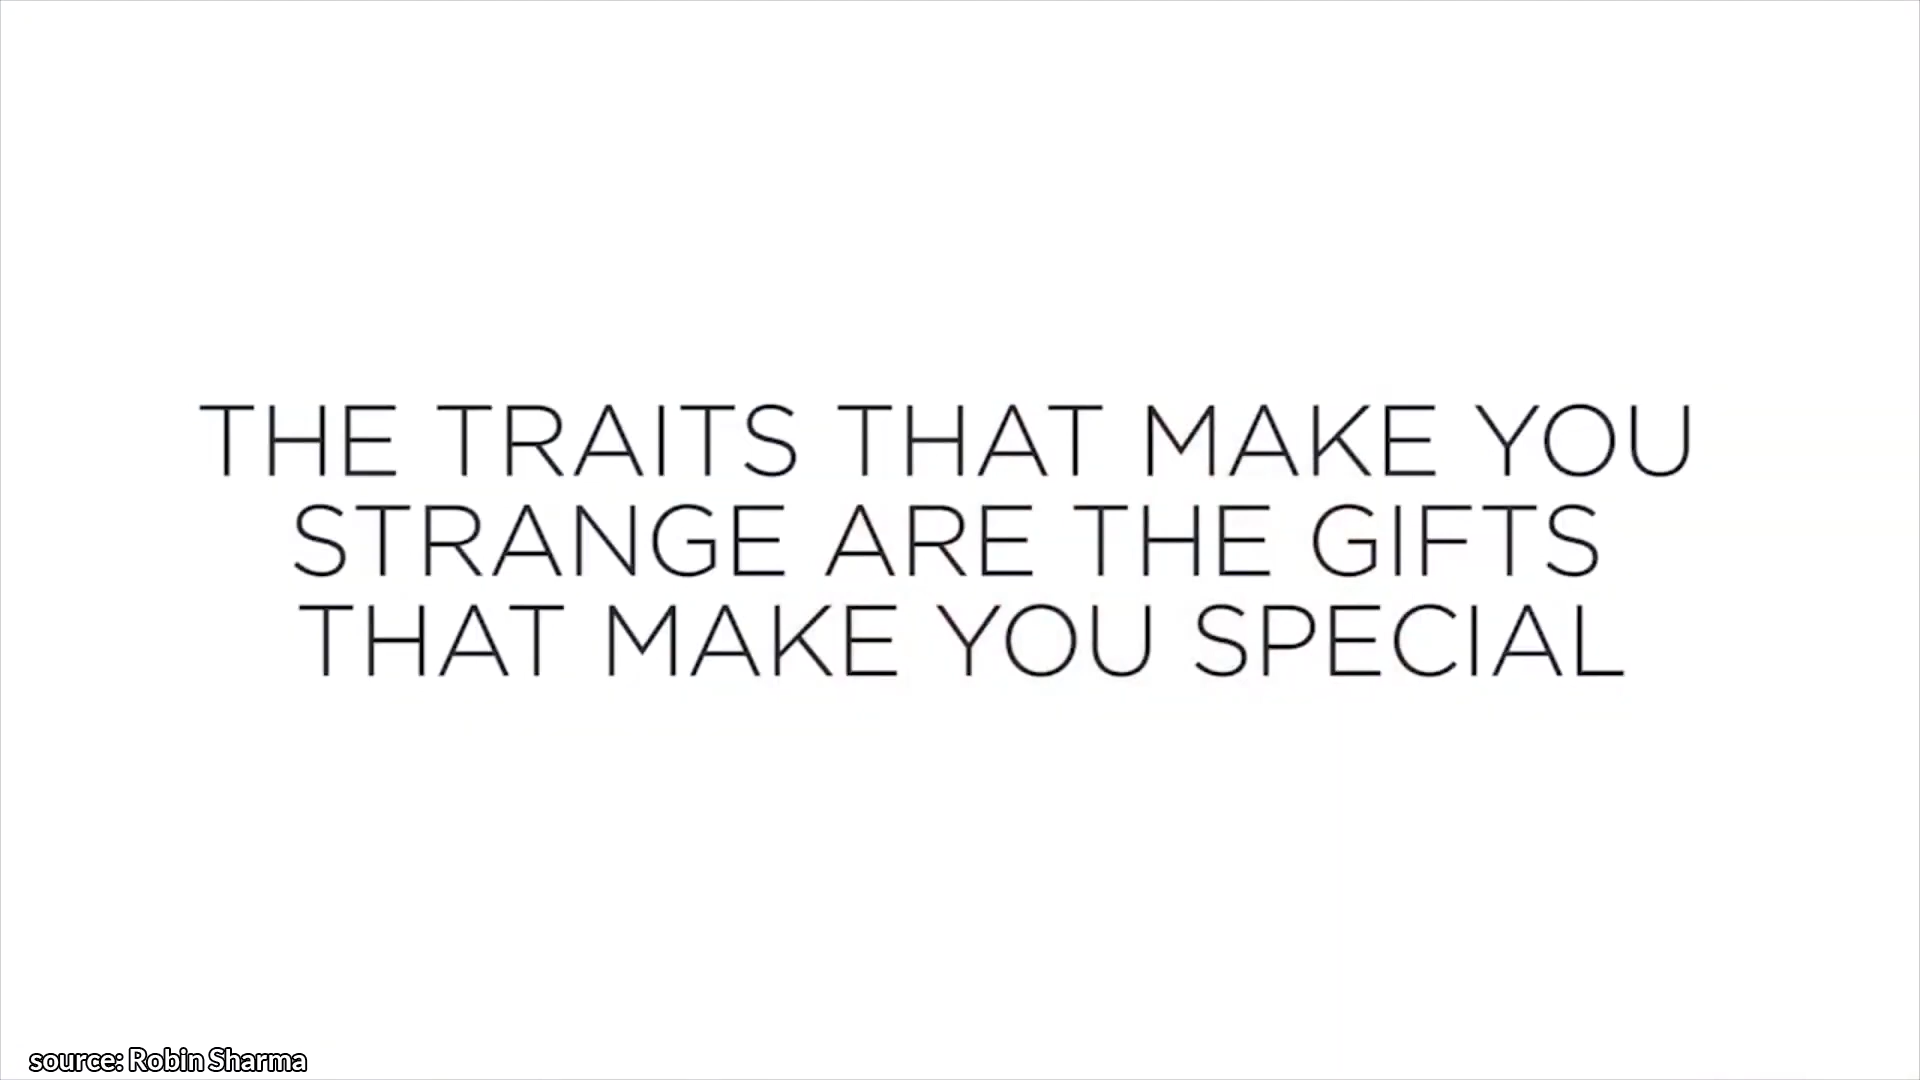 THE TRAITS THAT MAKE YOU
STRANGE ARE THE GIFTS
THAT MAKE YOU SPECIAL
source: Robin Sharma